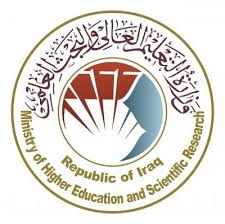 وزارة التعليم العالي والبحث العلمي
Republic of Iraq
Ministry of Higher Education and Scientific Research